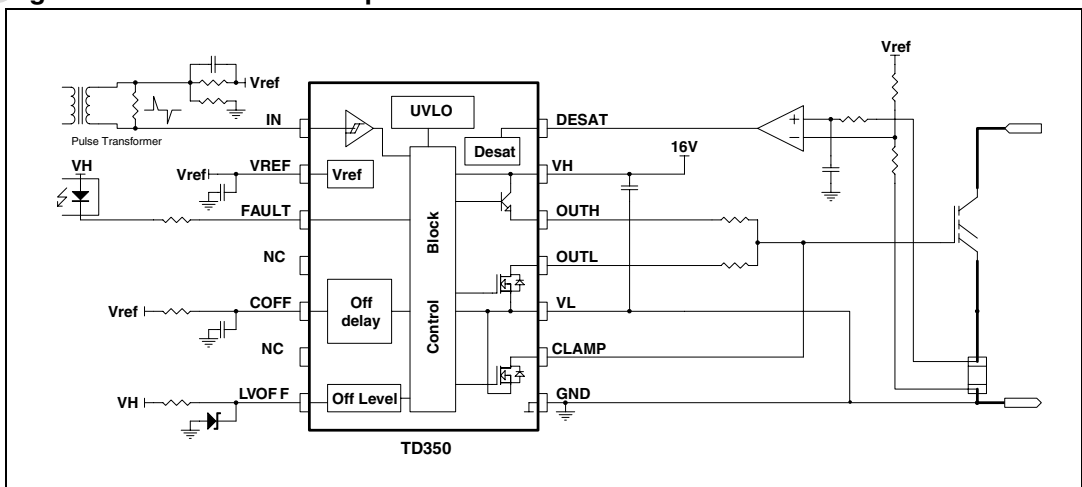 Vref
Pulse Transformer
VH
Vref
Vref
VH
IN
VREF
FAULT
NC
COFF
NC
LVOFF
UVLO
Desat
Vref
Off
delay
Off Level
Control Block
TD350
DESAT
VH
OUTH
OUTL
VL
CLAMP
GND
16V
+
−
Vref